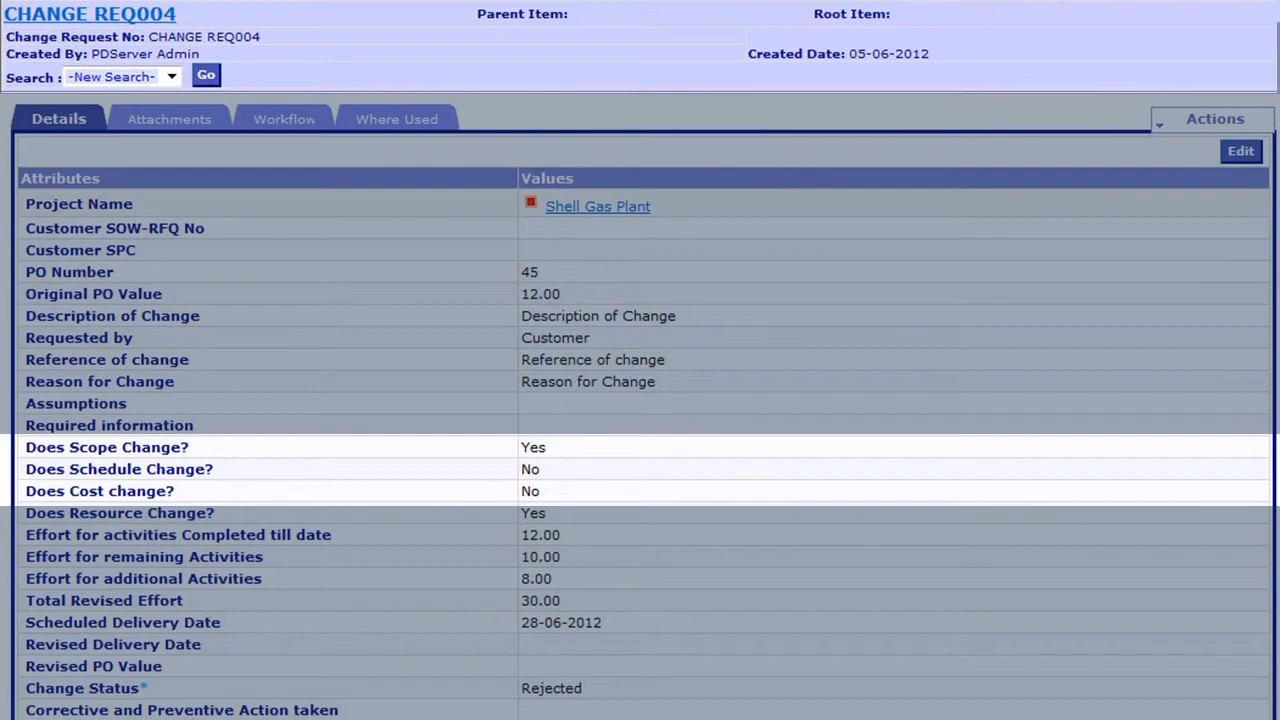 CHANGE REQ004 Parent Item: Root Item:
Change Request No: CHANGE REQ004
Created By: PDServer Admin Created Date: 05-06-2012
Search : -New Search- Go
Details Attachments Workflow Where Used Actions
Edit
Attributes Values
Project Name Shell Gas Plant
Customer SOW-RFQ No
Customer SPC
PO Number 45
Original PO Value 12.00
Description of Change Description of Change
Requested by Customer
Reference of change Reference of change
Reason for Change Reason for Change
Assumptions
Required information
Does Scope Change? Yes
Does Schedule Change? No
Does Cost change? No
Does Resource Change? Yes
Effort for activities Completed till date 12.00
Effort for remaining Activities 10.00
Effort for additional Activities 8.00
Total Revised Effort 30.00
Scheduled Delivery Date 28-06-2012
Revised Delivery Date
Revised PO Value
Change Status* Rejected
Corrective and Preventive Action taken